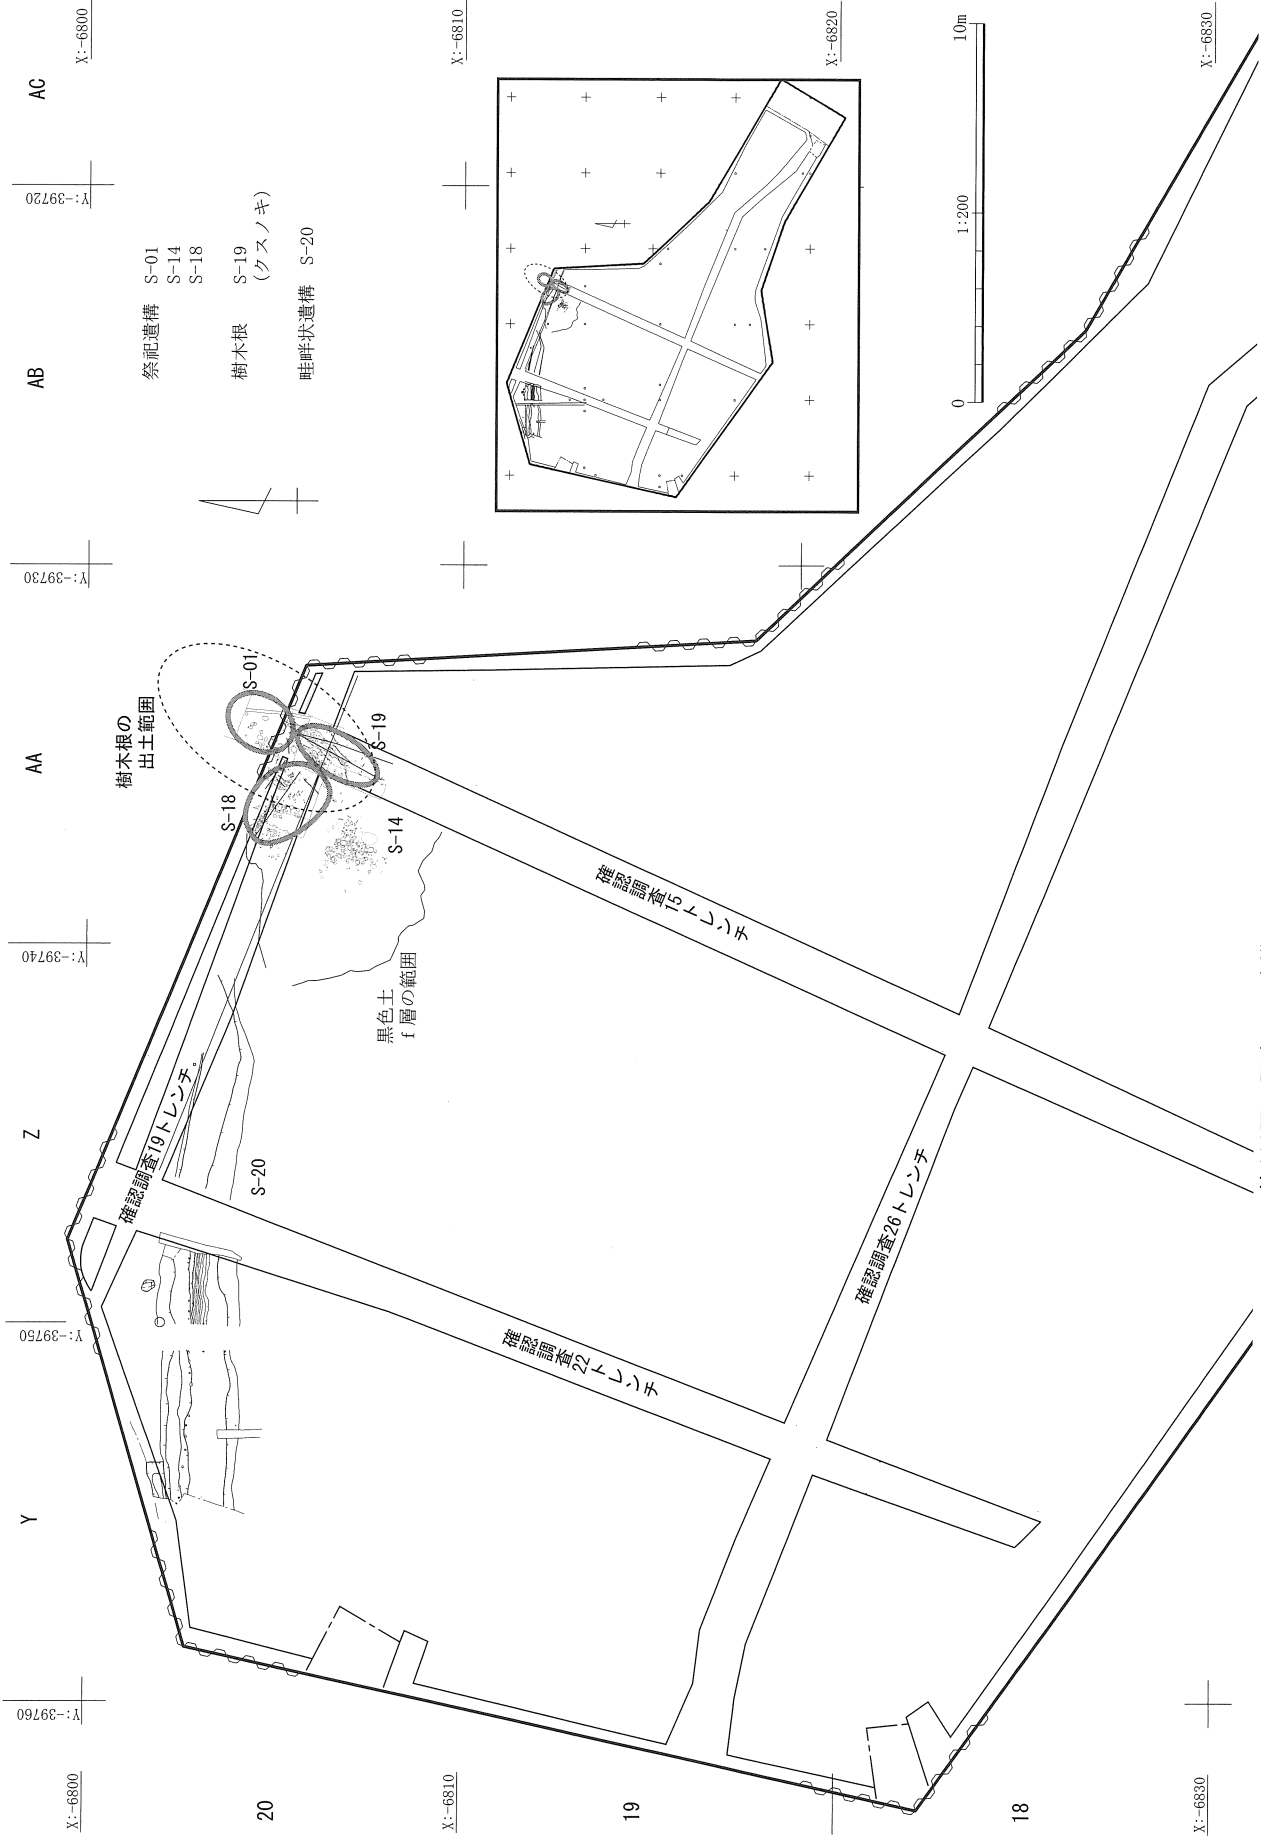 Y
Z
AA
AB
AC
X:-6800
X:-6810
X:-6820
X:-6830
Y:-39760
Y:-39750
Y:-39740
Y:-39730
Y:-39720
X:-6800
X:-6810
X:-6830
20
19
18
祭祀遺構 S-01
S-14
S-18
樹木根 S-19
(クスノキ)
畦畔状遺構 S-20
樹木根の
出土範囲
S-01
S-18
S-19
S-14
S-20
黒色土
f層の範囲
確認調査19トレンチ
確認調査15トレンチ
確認調査22トレンチ
確認調査26トレンチ
0
1:200
10m